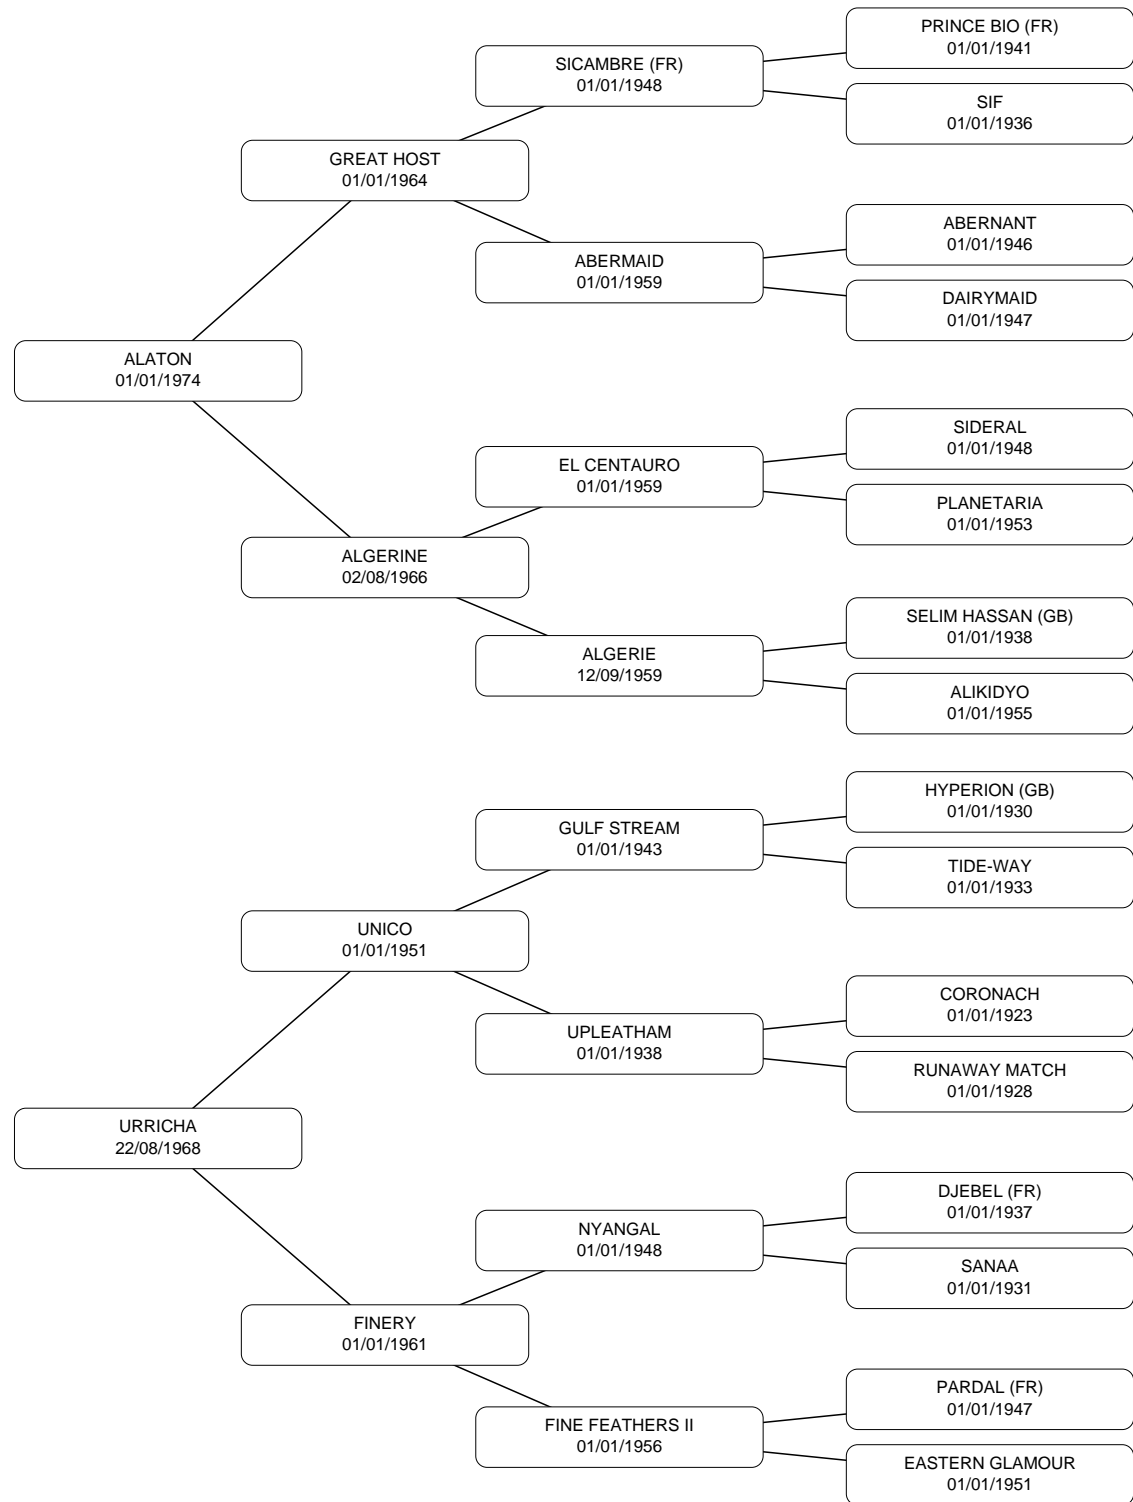 PRINCE BIO (FR)
01/01/1941
SICAMBRE (FR)
01/01/1948
SIF
01/01/1936
GREAT HOST
01/01/1964
ABERNANT
01/01/1946
ABERMAID
01/01/1959
DAIRYMAID
01/01/1947
ALATON
01/01/1974
SIDERAL
01/01/1948
EL CENTAURO
01/01/1959
PLANETARIA
01/01/1953
ALGERINE
02/08/1966
SELIM HASSAN (GB)
01/01/1938
ALGERIE
12/09/1959
ALIKIDYO
01/01/1955
HYPERION (GB)
01/01/1930
GULF STREAM
01/01/1943
TIDE-WAY
01/01/1933
UNICO
01/01/1951
CORONACH
01/01/1923
UPLEATHAM
01/01/1938
RUNAWAY MATCH
01/01/1928
URRICHA
22/08/1968
DJEBEL (FR)
01/01/1937
NYANGAL
01/01/1948
SANAA
01/01/1931
FINERY
01/01/1961
PARDAL (FR)
01/01/1947
FINE FEATHERS II
01/01/1956
EASTERN GLAMOUR
01/01/1951